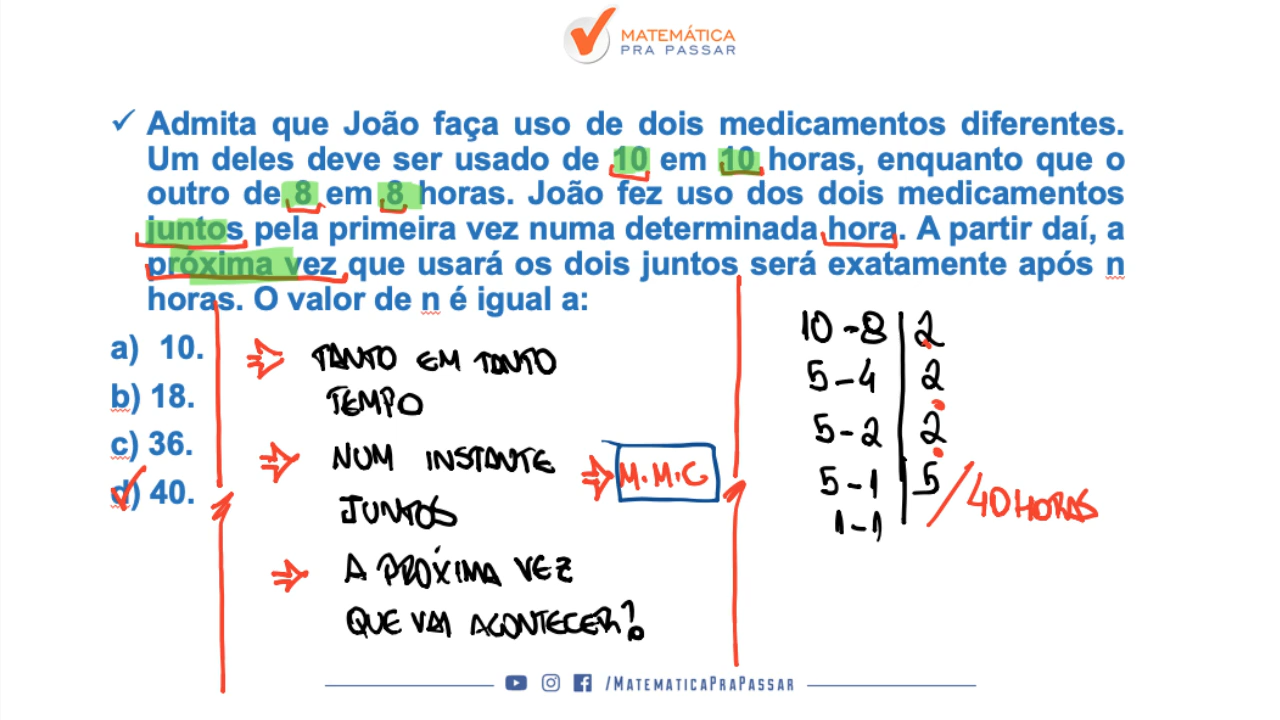 MATEMÁTICA
PRA PASSAR
✓ Admita que João faça uso de dois medicamentos diferentes.
Um deles deve ser usado de 10 em 10 horas, enquanto que o
outro de 8 em 8 horas. João fez uso dos dois medicamentos
juntos pela primeira vez numa determinada hora. A partir daí, a
próxima vez que usará os dois juntos será exatamente após n
horas. O valor de n é igual a:
a) 10.
b) 18.
c) 36.
d) 40.
⇒ TANTO EM TANTO
TEMPO
⇒ NUM INSTANTE
JUNTOS
⇒ M.M.C
⇒ A PRÓXIMA VEZ
QUE VAI ACONTECER?
10 - 8 | 2
5 - 4 | 2
5 - 2 | 2
5 - 1 | 5
1 - 1
/ 40 HORAS
/MATEMATICAPRAPASSAR